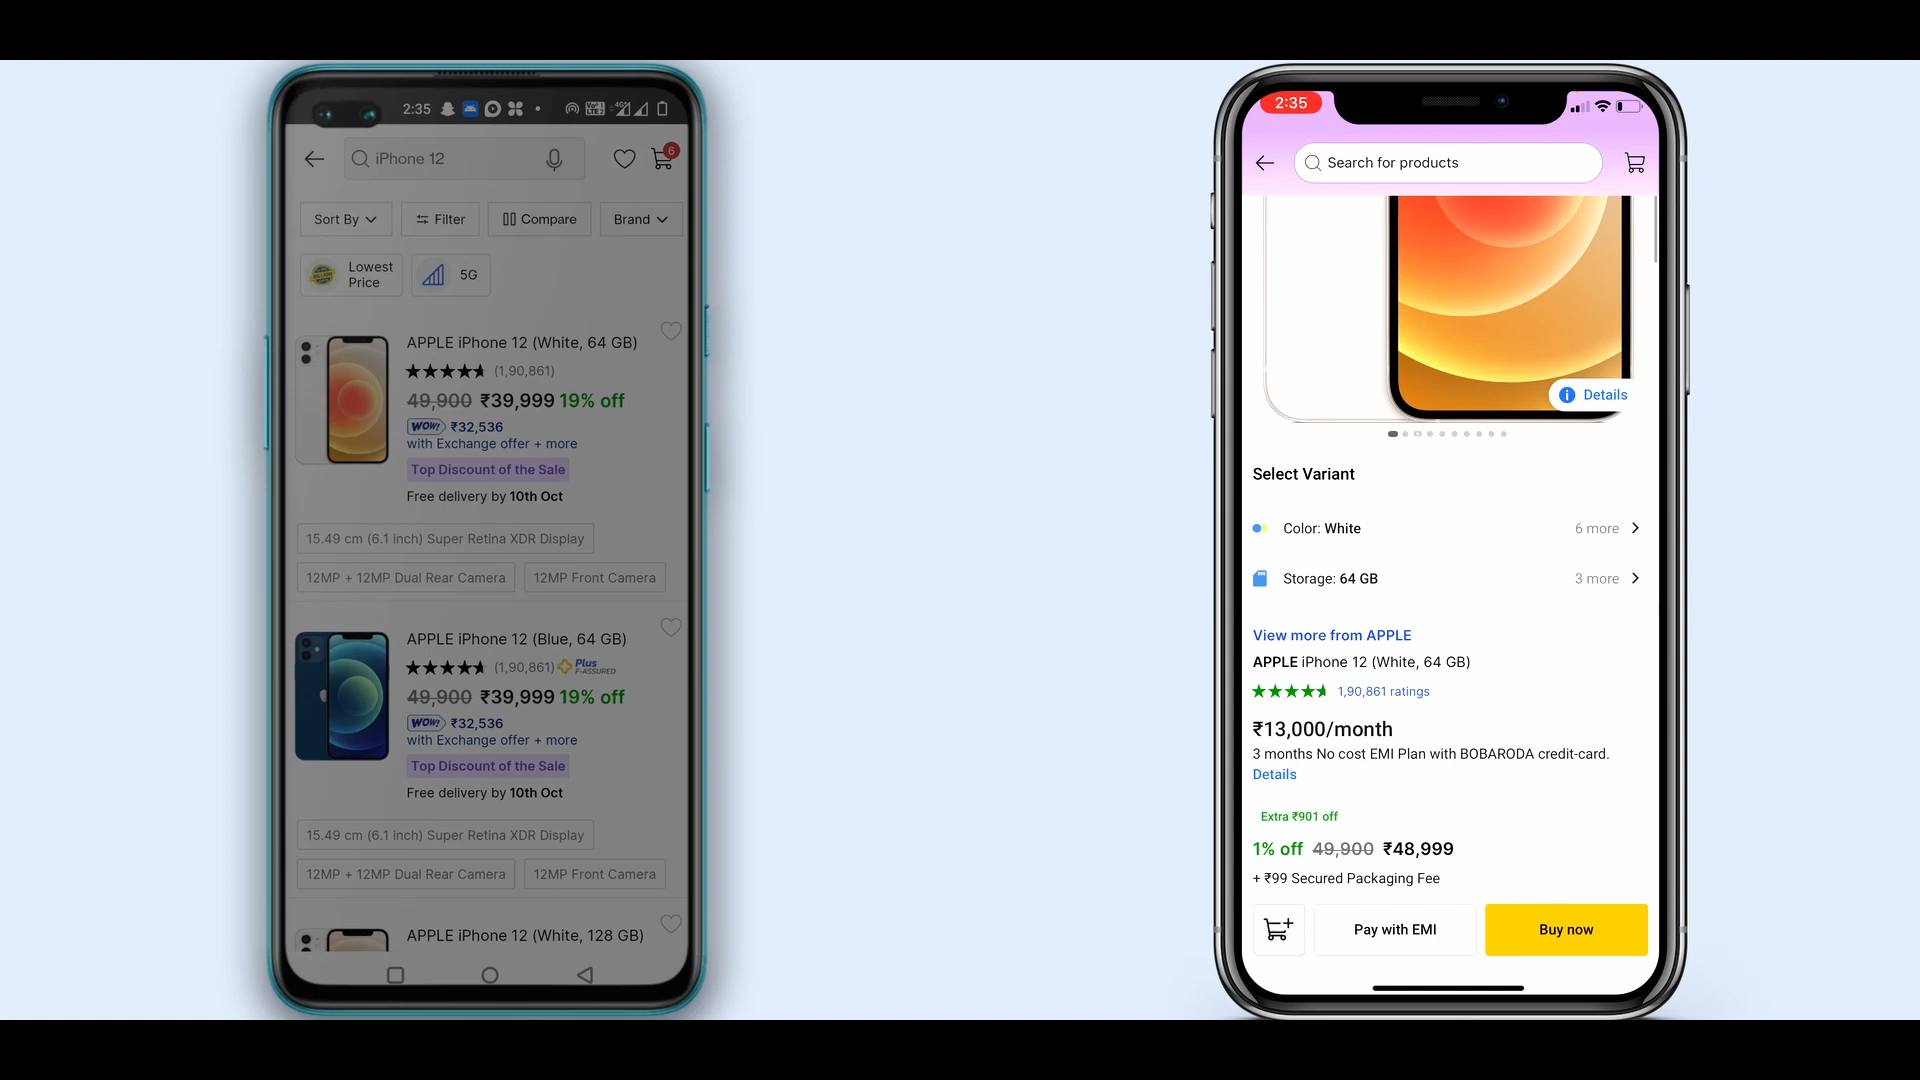 2:35
iPhone 12
6
Sort By
Filter
Compare
Brand
Lowest
Price
5G
APPLE iPhone 12 (White, 64 GB)
(1,90,861)
49,900 ₹39,999 19% off
WOW! ₹32,536
with Exchange offer + more
Top Discount of the Sale
Free delivery by 10th Oct
15.49 cm (6.1 inch) Super Retina XDR Display
12MP + 12MP Dual Rear Camera
12MP Front Camera
APPLE iPhone 12 (Blue, 64 GB)
(1,90,861) Plus
F-ASSURED
49,900 ₹39,999 19% off
WOW! ₹32,536
with Exchange offer + more
Top Discount of the Sale
Free delivery by 10th Oct
15.49 cm (6.1 inch) Super Retina XDR Display
12MP + 12MP Dual Rear Camera
12MP Front Camera
APPLE iPhone 12 (White, 128 GB)
2:35
Search for products
Details
Select Variant
Color: White
6 more
Storage: 64 GB
3 more
View more from APPLE
APPLE iPhone 12 (White, 64 GB)
1,90,861 ratings
₹13,000/month
3 months No cost EMI Plan with BOBARODA credit-card.
Details
Extra ₹901 off
1% off 49,900 ₹48,999
+ ₹99 Secured Packaging Fee
Pay with EMI
Buy now